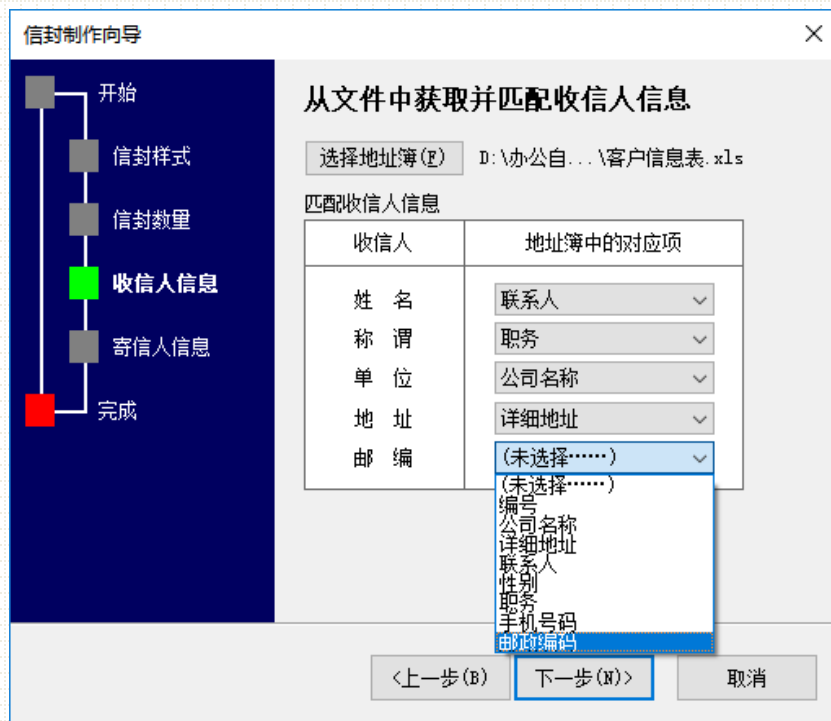 信封制作向导
开始
信封样式
信封数量
收信人信息
寄信人信息
完成
从文件中获取并匹配收信人信息
选择地址簿(F) D:\办公自...\客户信息表.xls
匹配收信人信息
收信人 地址簿中的对应项
姓 名 联系人
称 谓 职务
单 位 公司名称
地 址 详细地址
邮 编 (未选择……)
(未选择……)
编号
公司名称
详细地址
联系人
性别
职务
手机号码
邮政编码
<上一步(B) 下一步(N)> 取消